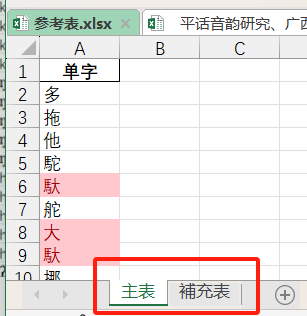 参考表.xlsx
平话音韵研究、广西
A B C
1 单字
2 多
3 拖
4 他
5 駝
6 馱
7 舵
8 大
9 馱
10 挪
主表 補充表